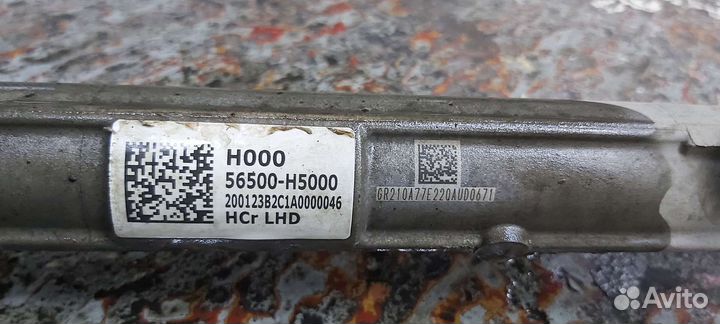 H000
56500-H5000
200123B2C1A0000046
HCr LHD
GR210A77E220AUD0671
Avito